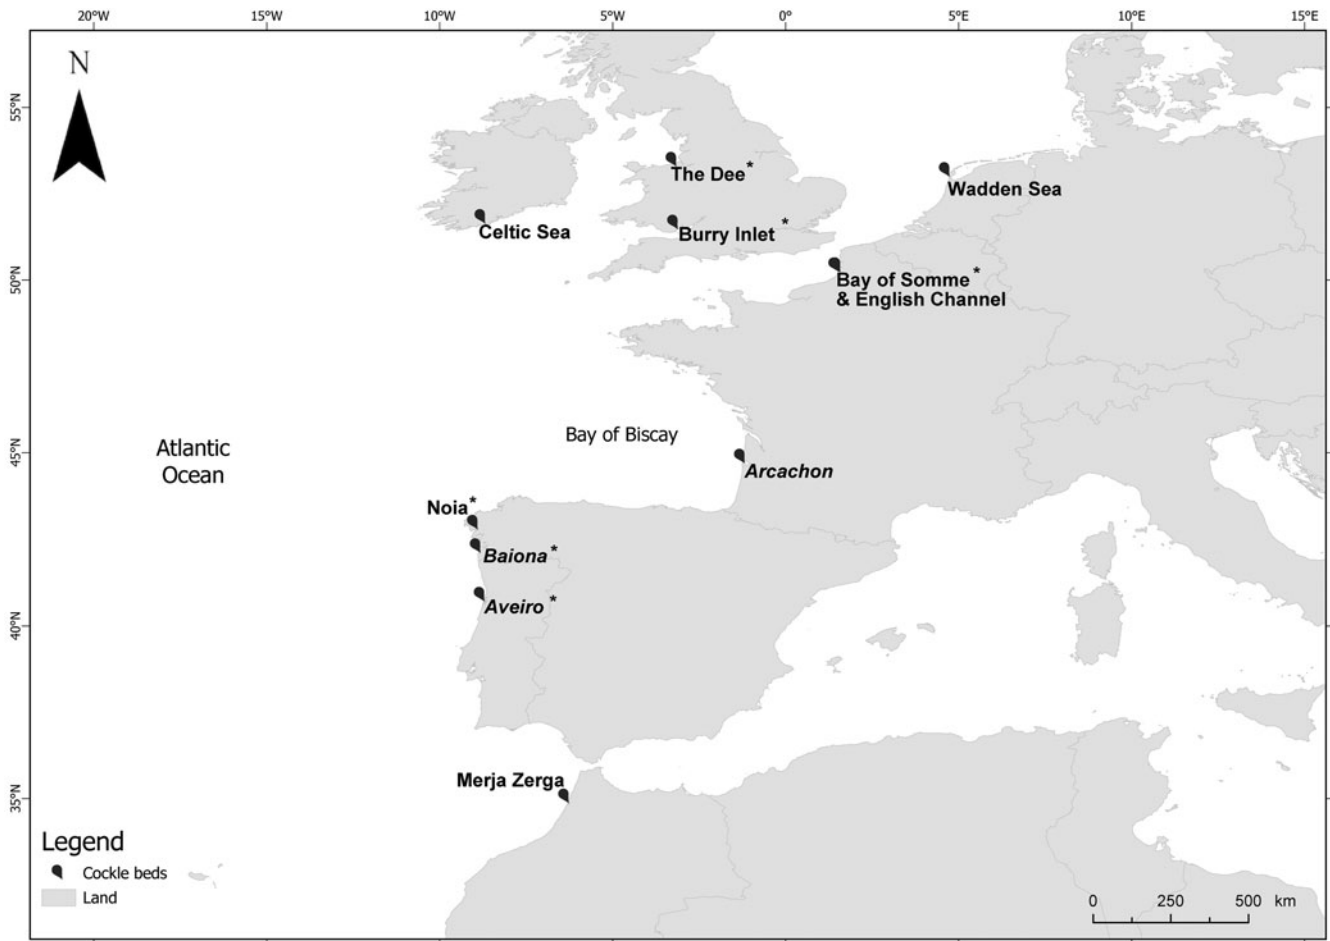 20°W 15°W 10°W 5°W 0° 5°E 10°E 15°E
N
55°N
The Dee*
Wadden Sea
Celtic Sea
Burry Inlet *
50°N
Bay of Somme*
& English Channel
Bay of Biscay
Atlantic
Ocean
45°N
Arcachon
Noia*
Baiona*
Aveiro *
40°N
Merja Zerga
35°N
Legend
Cockle beds
Land
0 250 500 km